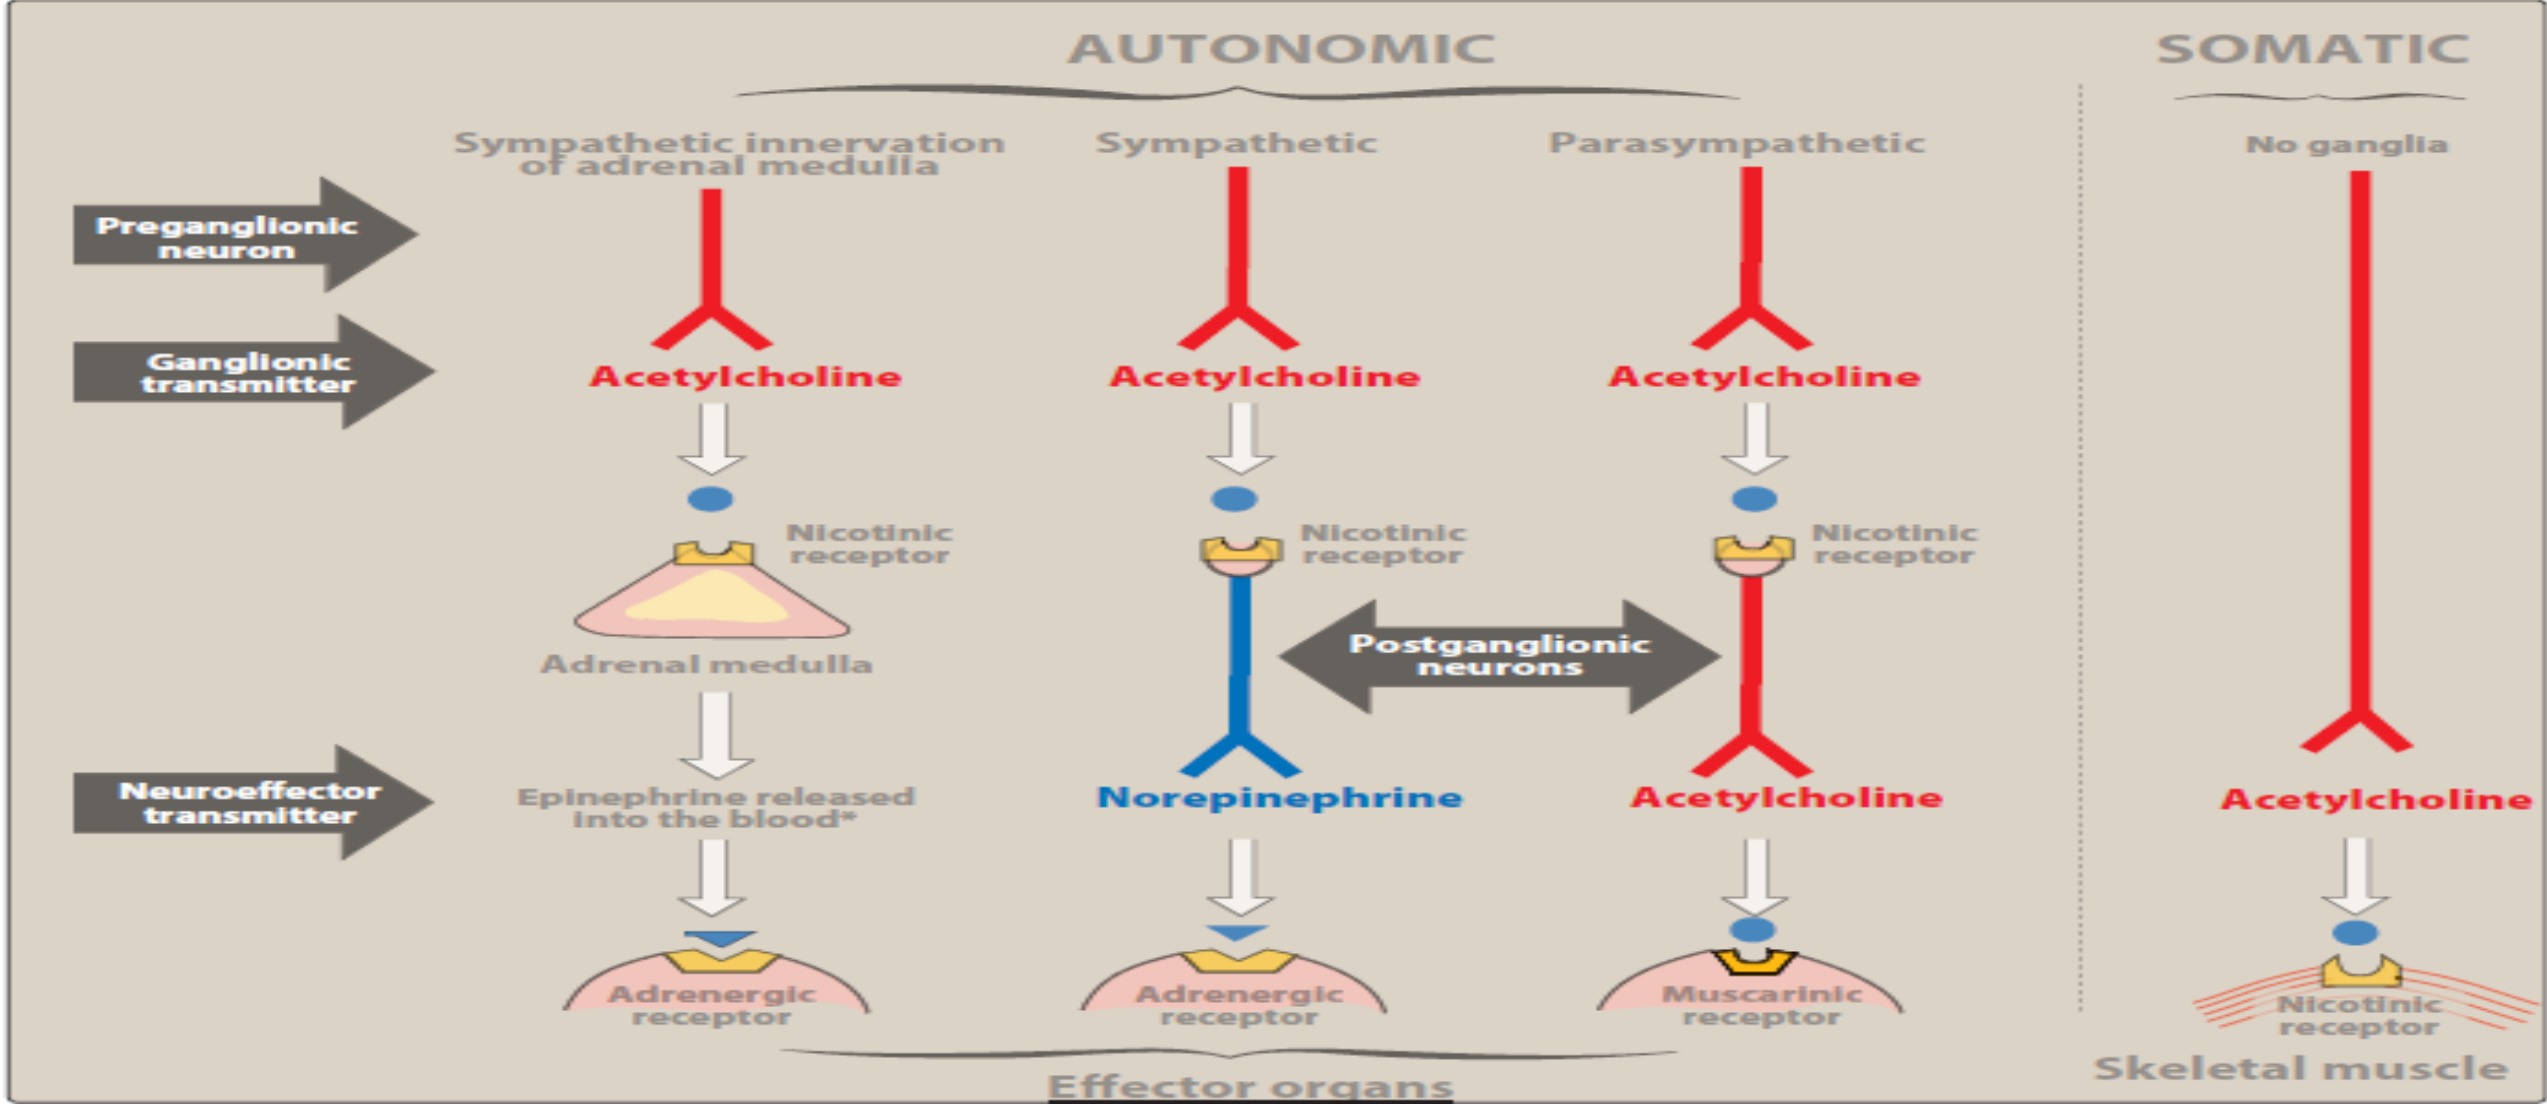 AUTONOMIC
SOMATIC
Sympathetic innervation
of adrenal medulla
Sympathetic
Parasympathetic
No ganglia
Preganglionic
neuron
Ganglionic
transmitter
Acetylcholine
Acetylcholine
Acetylcholine
Nicotinic
receptor
Nicotinic
receptor
Nicotinic
receptor
Adrenal medulla
Postganglionic
neurons
Neuroeffector
transmitter
Epinephrine released
into the blood*
Norepinephrine
Acetylcholine
Acetylcholine
Adrenergic
receptor
Adrenergic
receptor
Muscarinic
receptor
Nicotinic
receptor
Skeletal muscle
Effector organs